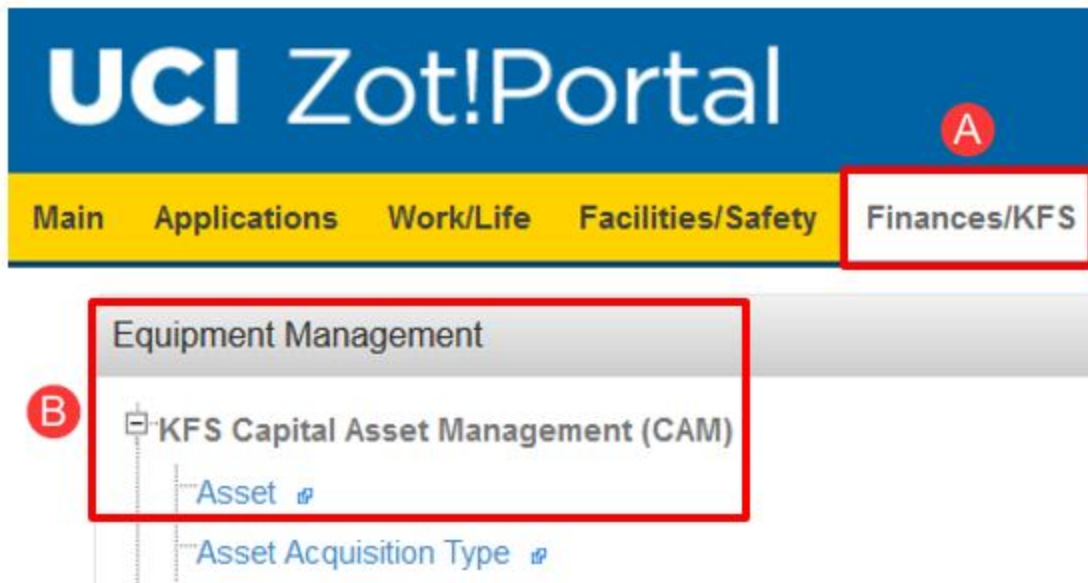 UCI Zot!Portal
A
Main Applications Work/Life Facilities/Safety Finances/KFS
Equipment Management
B
KFS Capital Asset Management (CAM)
Asset
Asset Acquisition Type